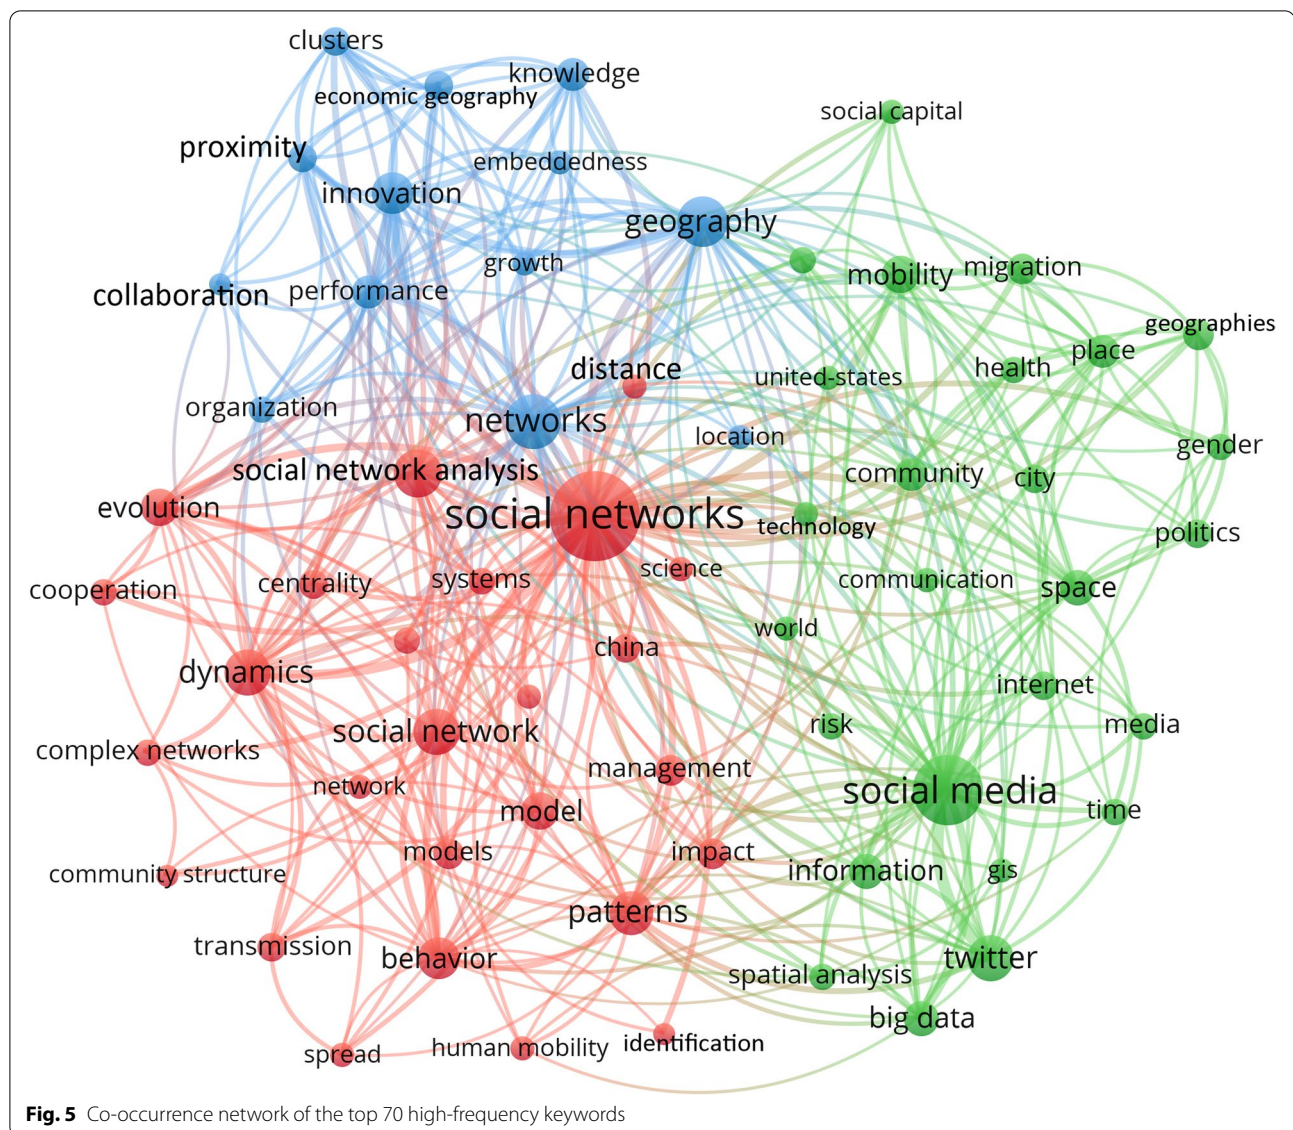 clusters
knowledge
economic geography
social capital
proximity
embeddedness
innovation
geography
growth
mobility
migration
collaboration
performance
geographies
place
distance
health
united-states
organization
networks
location
gender
social network analysis
community
city
evolution
social networks
technology
politics
science
cooperation
centrality
systems
communication
space
world
china
dynamics
internet
social network
risk
media
complex networks
management
network
social media
model
time
models
impact
information
gis
community structure
patterns
transmission
behavior
twitter
spatial analysis
big data
identification
human mobility
spread
Fig. 5 Co-occurrence network of the top 70 high-frequency keywords